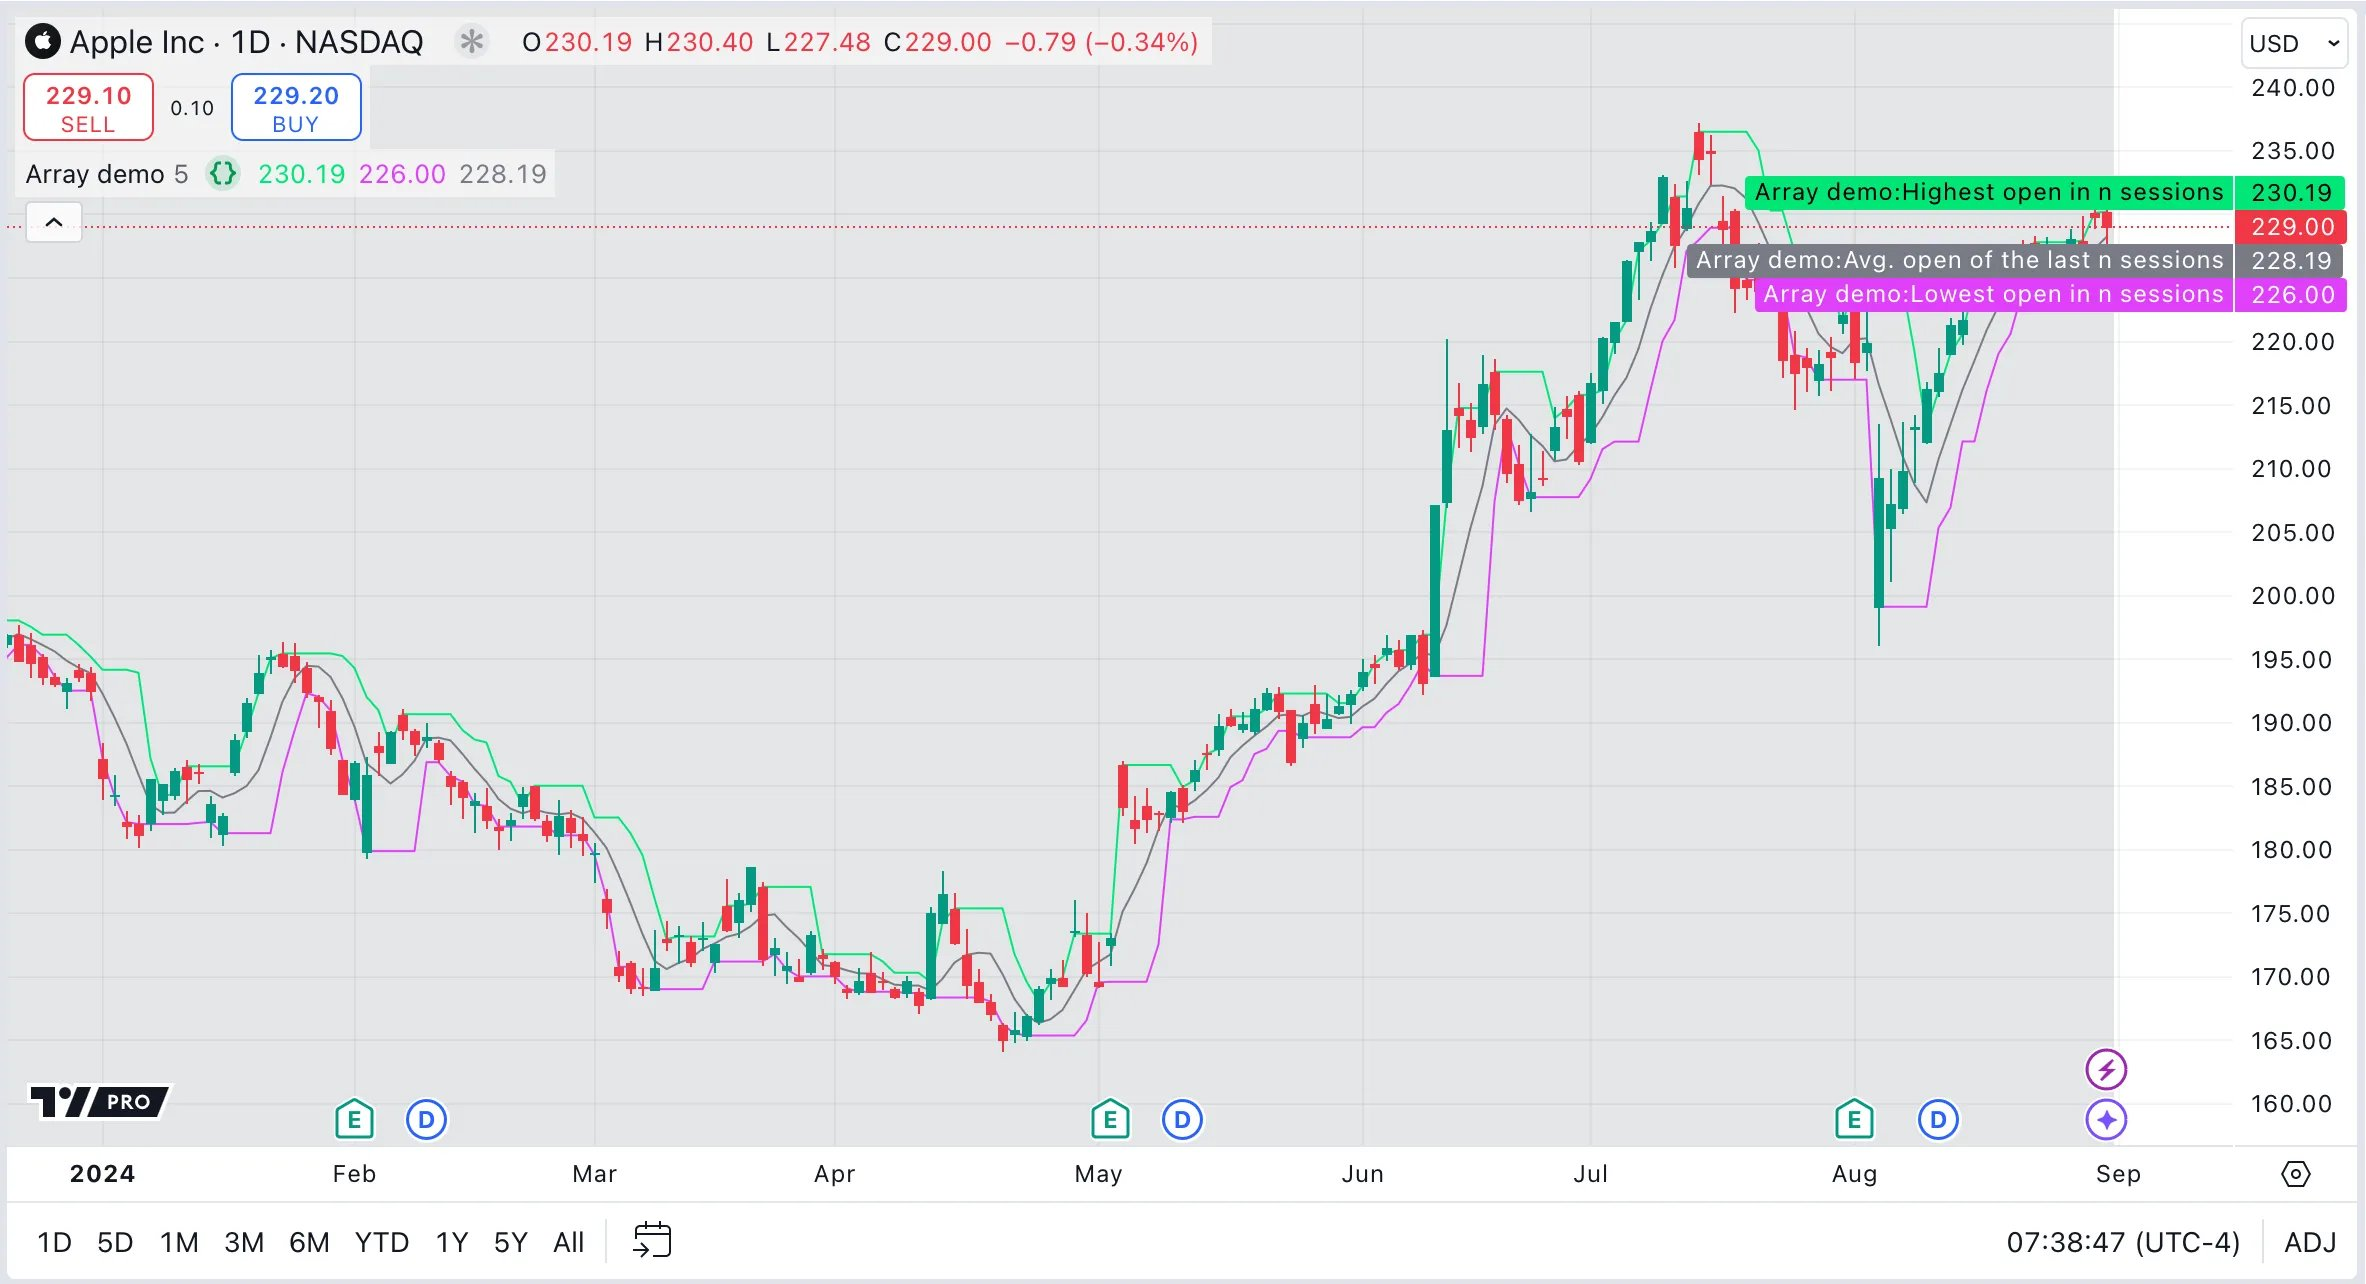 Apple Inc · 1D · NASDAQ O230.19 H230.40 L227.48 C229.00 −0.79 (−0.34%)
USD
229.10 SELL 0.10 229.20 BUY
Array demo 5 {} 230.19 226.00 228.19
240.00
235.00
Array demo:Highest open in n sessions 230.19
229.00
Array demo:Avg. open of the last n sessions 228.19
Array demo:Lowest open in n sessions 226.00
220.00
215.00
210.00
205.00
200.00
195.00
190.00
185.00
180.00
175.00
170.00
165.00
160.00
PRO
E D E D E D
2024 Feb Mar Apr May Jun Jul Aug Sep
1D 5D 1M 3M 6M YTD 1Y 5Y All 07:38:47 (UTC-4) ADJ